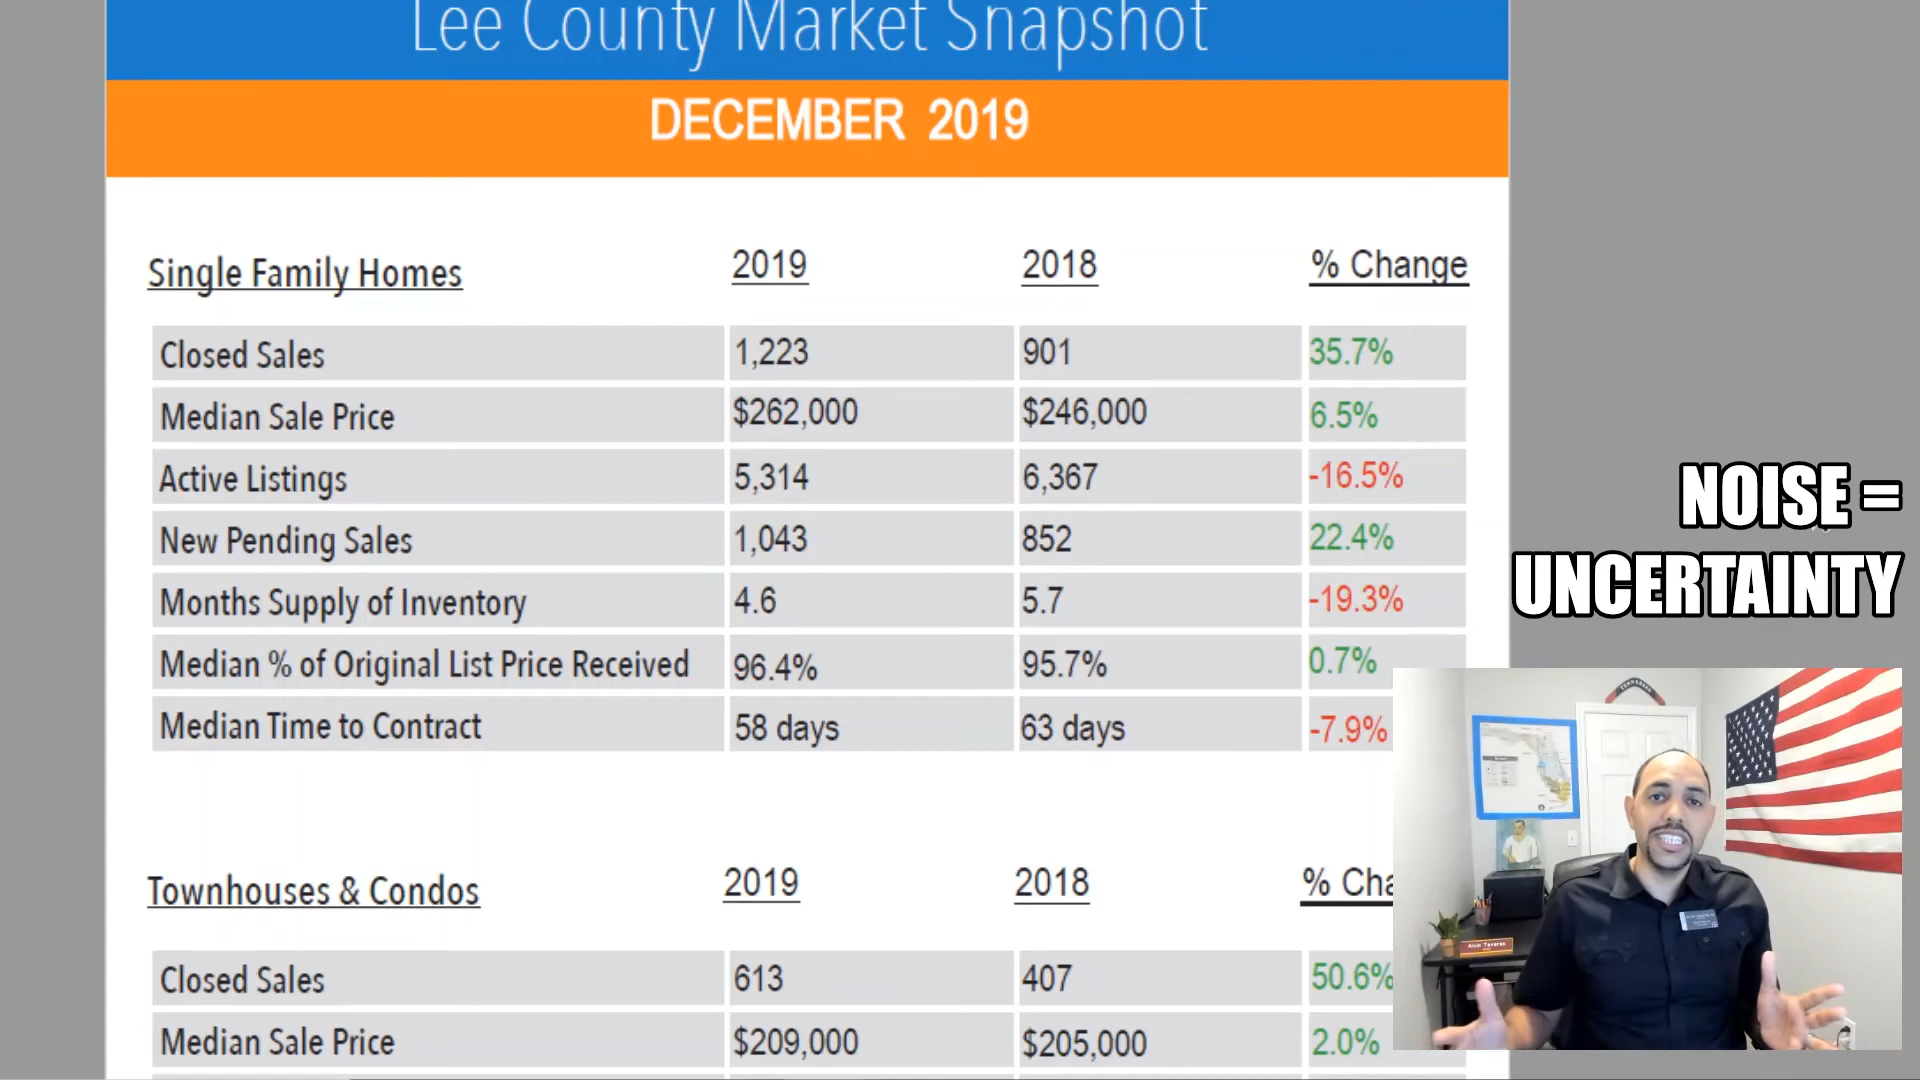 Lee County Market Snapshot
DECEMBER 2019
Single Family Homes 2019 2018 % Change
Closed Sales 1,223 901 35.7%
Median Sale Price $262,000 $246,000 6.5%
Active Listings 5,314 6,367 -16.5%
New Pending Sales 1,043 852 22.4%
Months Supply of Inventory 4.6 5.7 -19.3%
Median % of Original List Price Received 96.4% 95.7% 0.7%
Median Time to Contract 58 days 63 days -7.9%
Townhouses & Condos 2019 2018 % Cha
Closed Sales 613 407 50.6%
Median Sale Price $209,000 $205,000 2.0%
NOISE =
UNCERTAINTY
Alvin Taveras